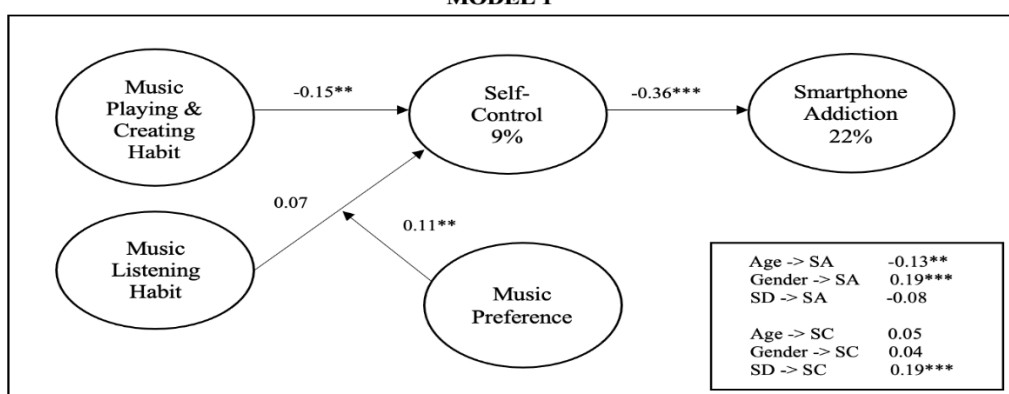 MODEL 1
Music
Playing &
Creating
Habit
-0.15**
Self-
Control
9%
-0.36***
Smartphone
Addiction
22%
0.07
0.11**
Music
Listening
Habit
Music
Preference
Age -> SA -0.13**
Gender -> SA 0.19***
SD -> SA -0.08
Age -> SC 0.05
Gender -> SC 0.04
SD -> SC 0.19***